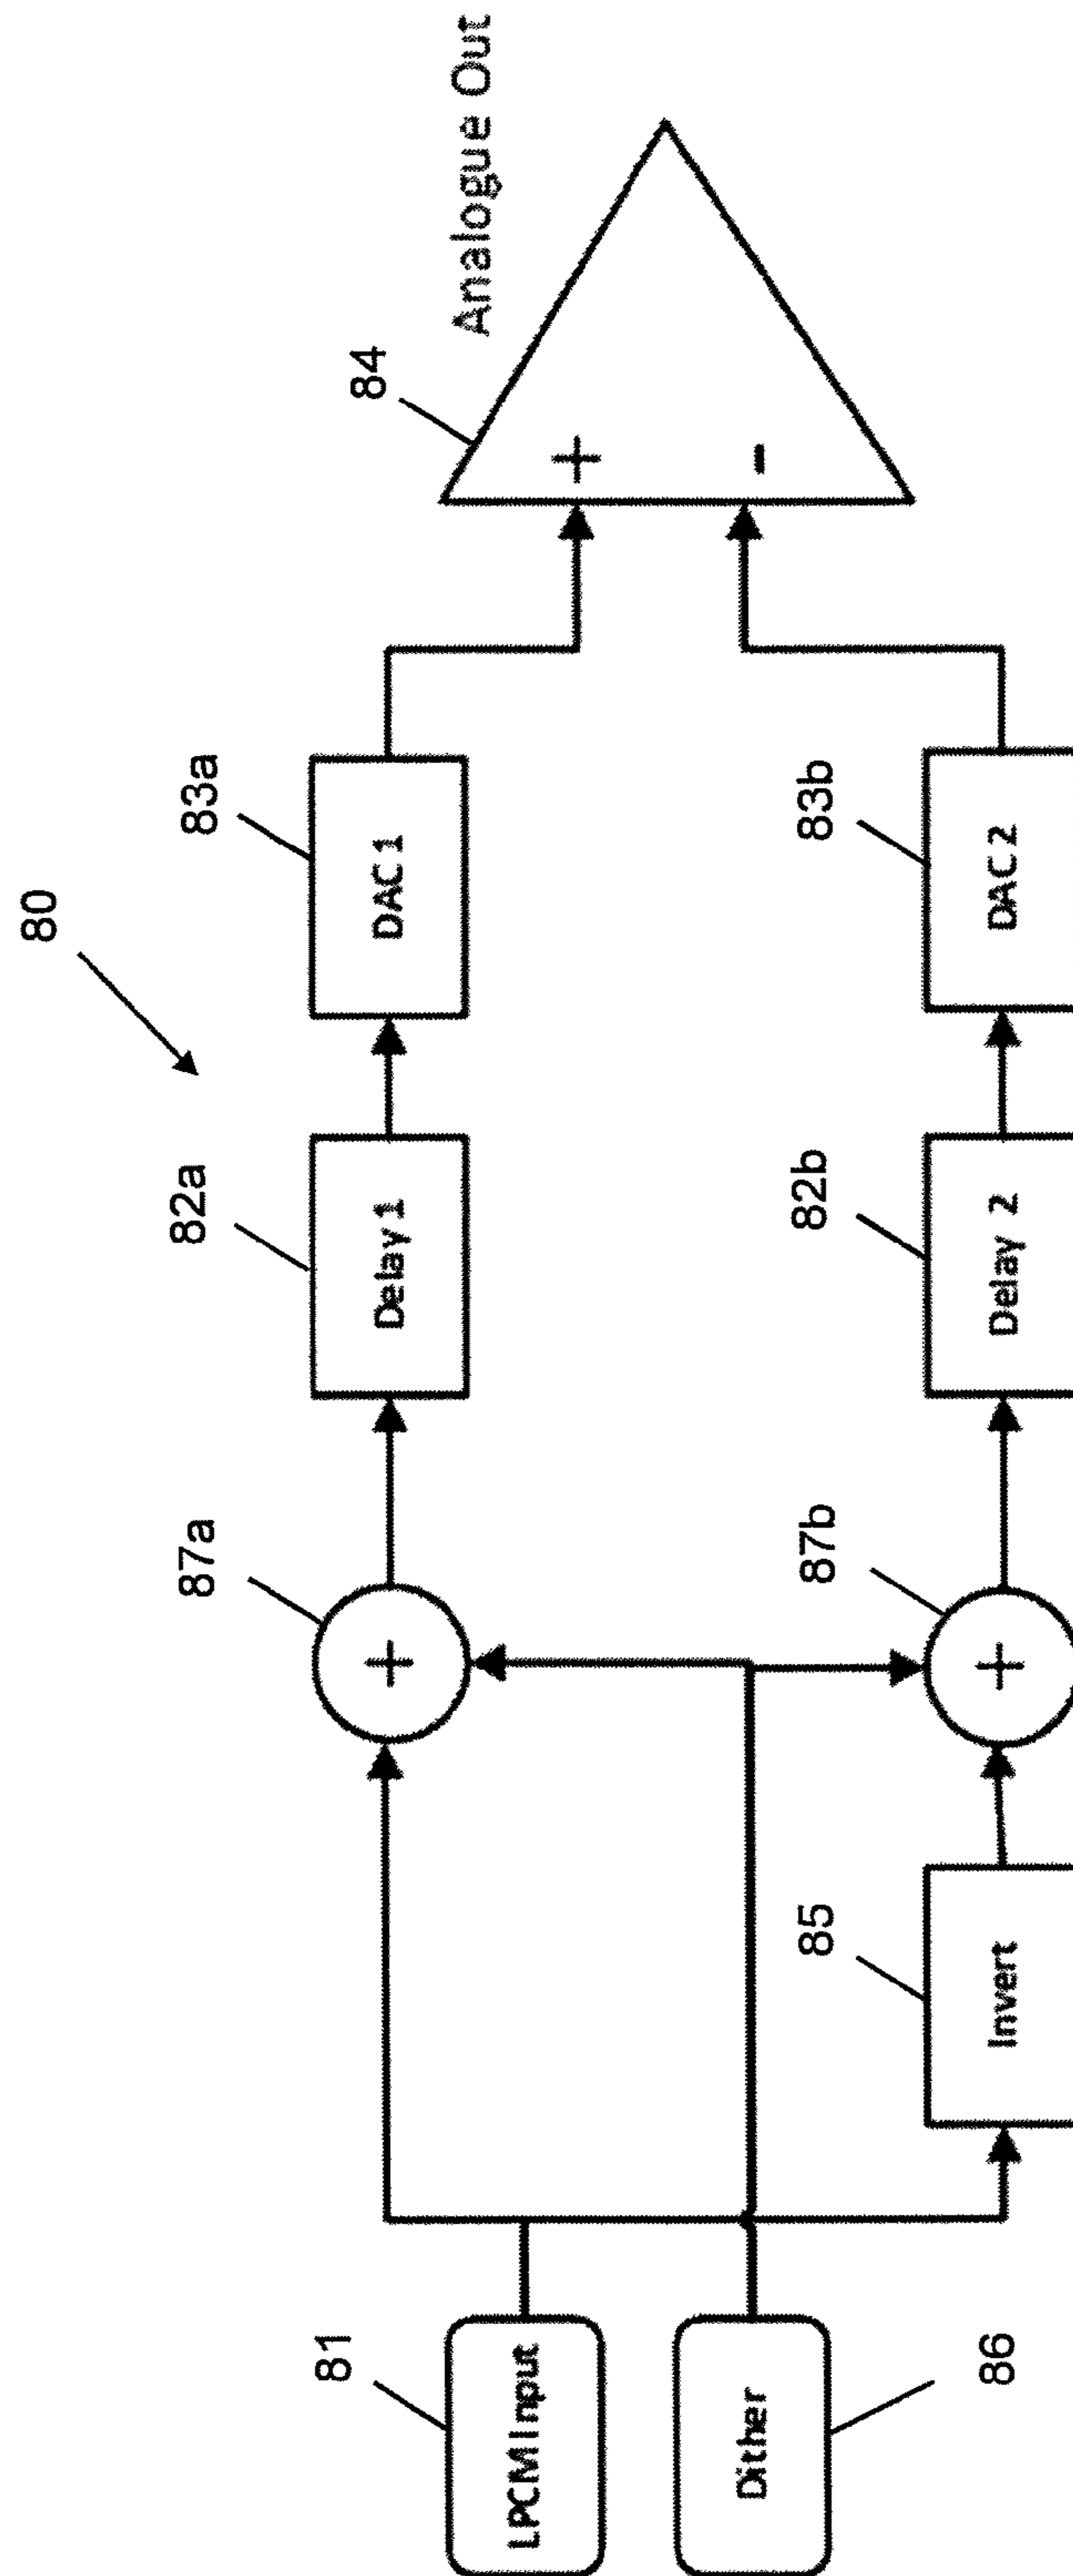 80
81
LPCM Input
86
Dither
85
Invert
87a
+
87b
+
82a
Delay 1
82b
Delay 2
83a
DAC 1
83b
DAC 2
84
+
-
Analogue Out